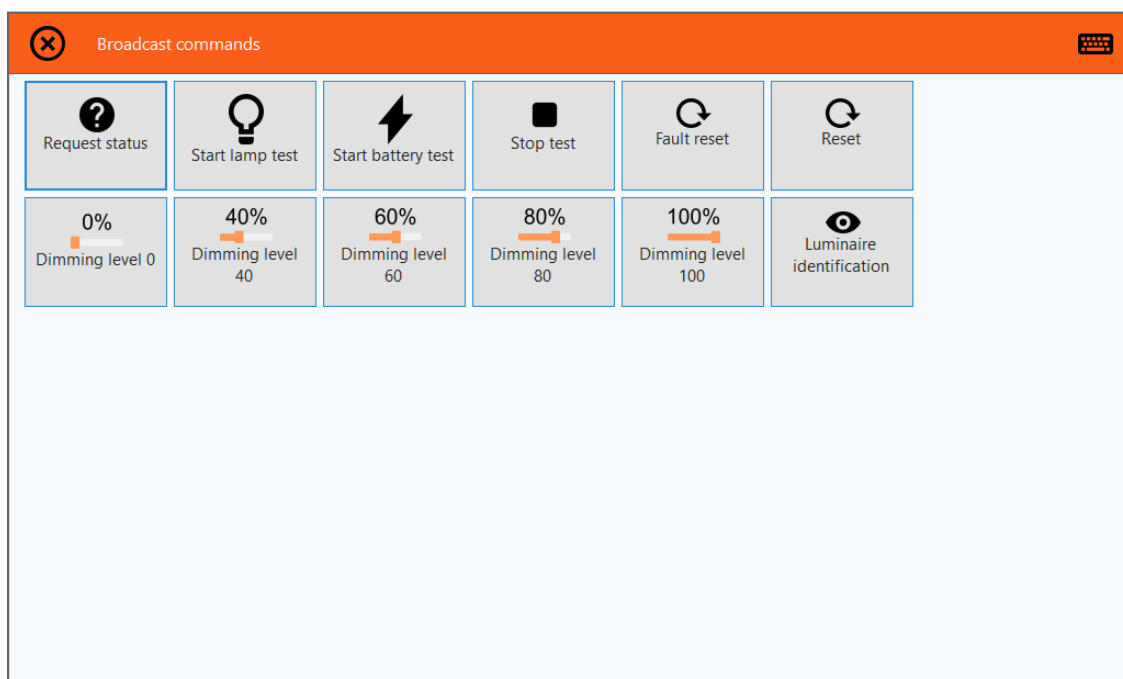 Broadcast commands
Request status
Start lamp test
Start battery test
Stop test
Fault reset
Reset
0%
Dimming level 0
40%
Dimming level
40
60%
Dimming level
60
80%
Dimming level
80
100%
Dimming level
100
Luminaire
identification